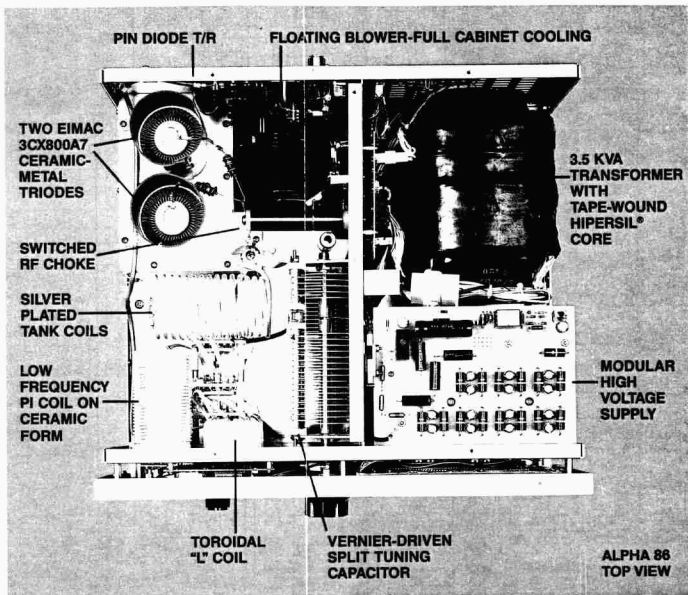 PIN DIODE T/R
FLOATING BLOWER-FULL CABINET COOLING
TWO EIMAC
3CX800A7
CERAMIC-
METAL
TRIODES
3.5 KVA
TRANSFORMER
WITH
TAPE-WOUND
HIPERSIL®
CORE
SWITCHED
RF CHOKE
SILVER
PLATED
TANK COILS
LOW
FREQUENCY
PI COIL ON
CERAMIC
FORM
MODULAR
HIGH
VOLTAGE
SUPPLY
TOROIDAL
"L" COIL
VERNIER-DRIVEN
SPLIT TUNING
CAPACITOR
ALPHA 86
TOP VIEW